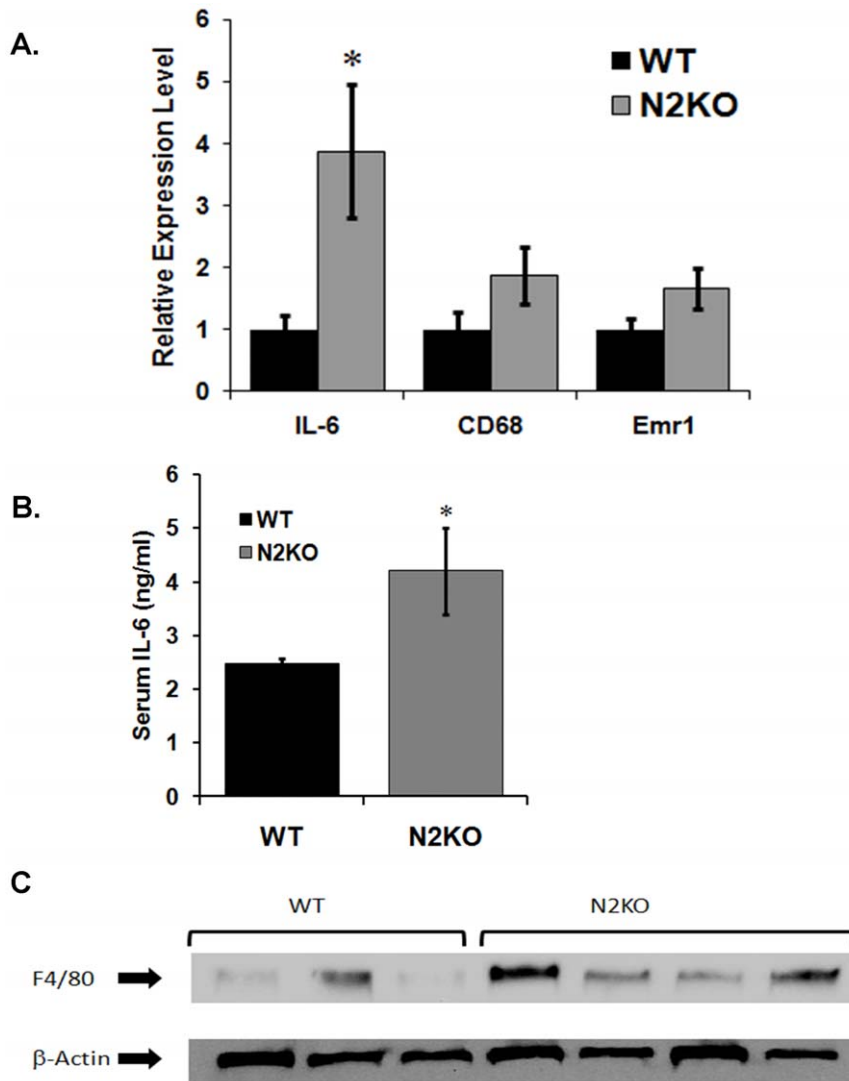 A.
6
5
4
3
2
1
0
Relative Expression Level
*
WT
N2KO
IL-6 CD68 Emr1
B.
6
5
4
3
2
1
0
Serum IL-6 (ng/ml)
WT
N2KO
*
WT N2KO
C
WT N2KO
F4/80
β-Actin